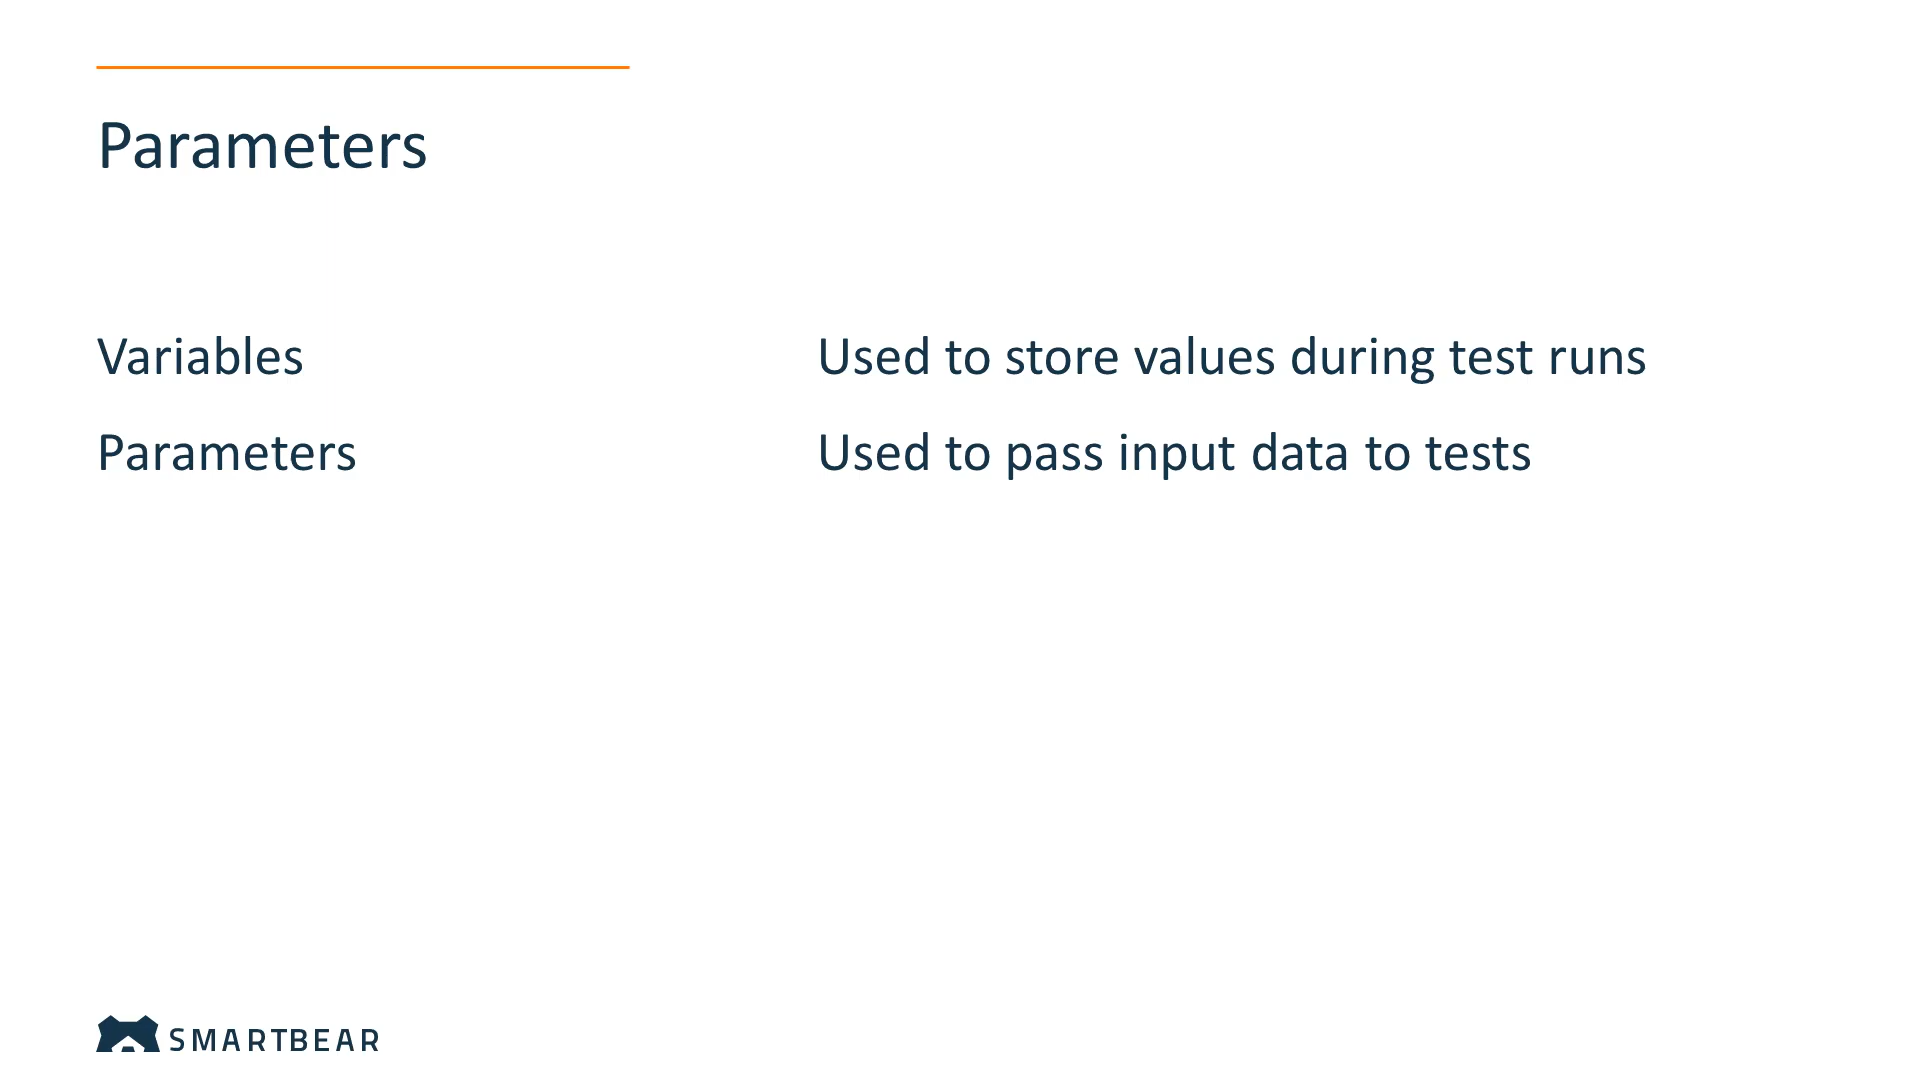 Parameters
Variables Used to store values during test runs
Parameters Used to pass input data to tests
SMARTBEAR